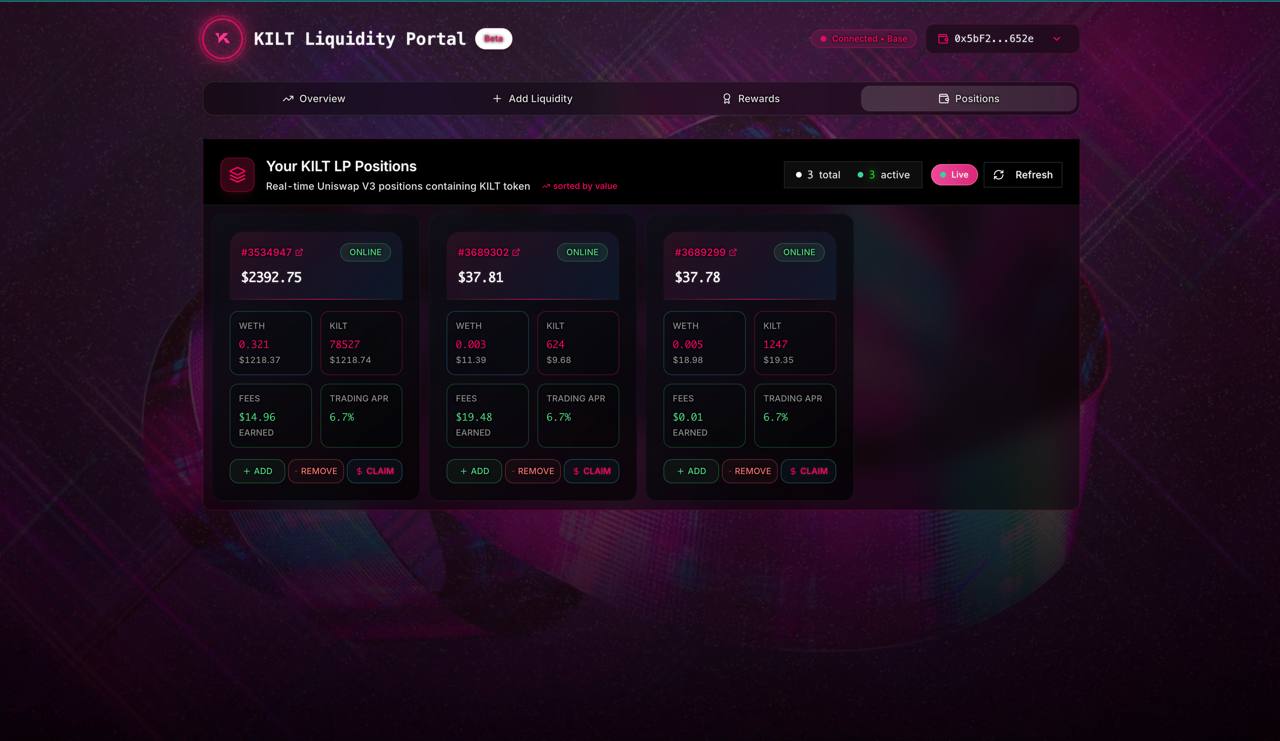 KILT Liquidity Portal Beta
Connected • Base
0x5bF2...652e
Overview
Add Liquidity
Rewards
Positions
Your KILT LP Positions
Real-time Uniswap V3 positions containing KILT token
sorted by value
3 total
3 active
Live
Refresh
#3534947
ONLINE
$2392.75
WETH
0.321
$1218.37
KILT
78527
$1218.74
FEES
$14.96
EARNED
TRADING APR
6.7%
+ ADD
REMOVE
$ CLAIM
#3689302
ONLINE
$37.81
WETH
0.003
$11.39
KILT
624
$9.68
FEES
$19.48
EARNED
TRADING APR
6.7%
+ ADD
REMOVE
$ CLAIM
#3689299
ONLINE
$37.78
WETH
0.005
$18.98
KILT
1247
$19.35
FEES
$0.01
EARNED
TRADING APR
6.7%
+ ADD
REMOVE
$ CLAIM